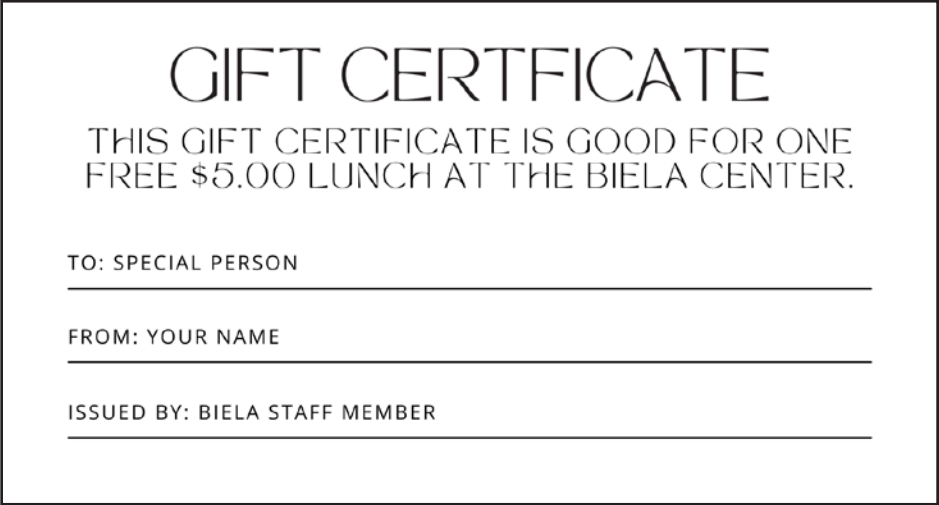 GIFT CERTFICATE
THIS GIFT CERTIFICATE IS GOOD FOR ONE
FREE $5.00 LUNCH AT THE BIELA CENTER.
TO: SPECIAL PERSON
FROM: YOUR NAME
ISSUED BY: BIELA STAFF MEMBER